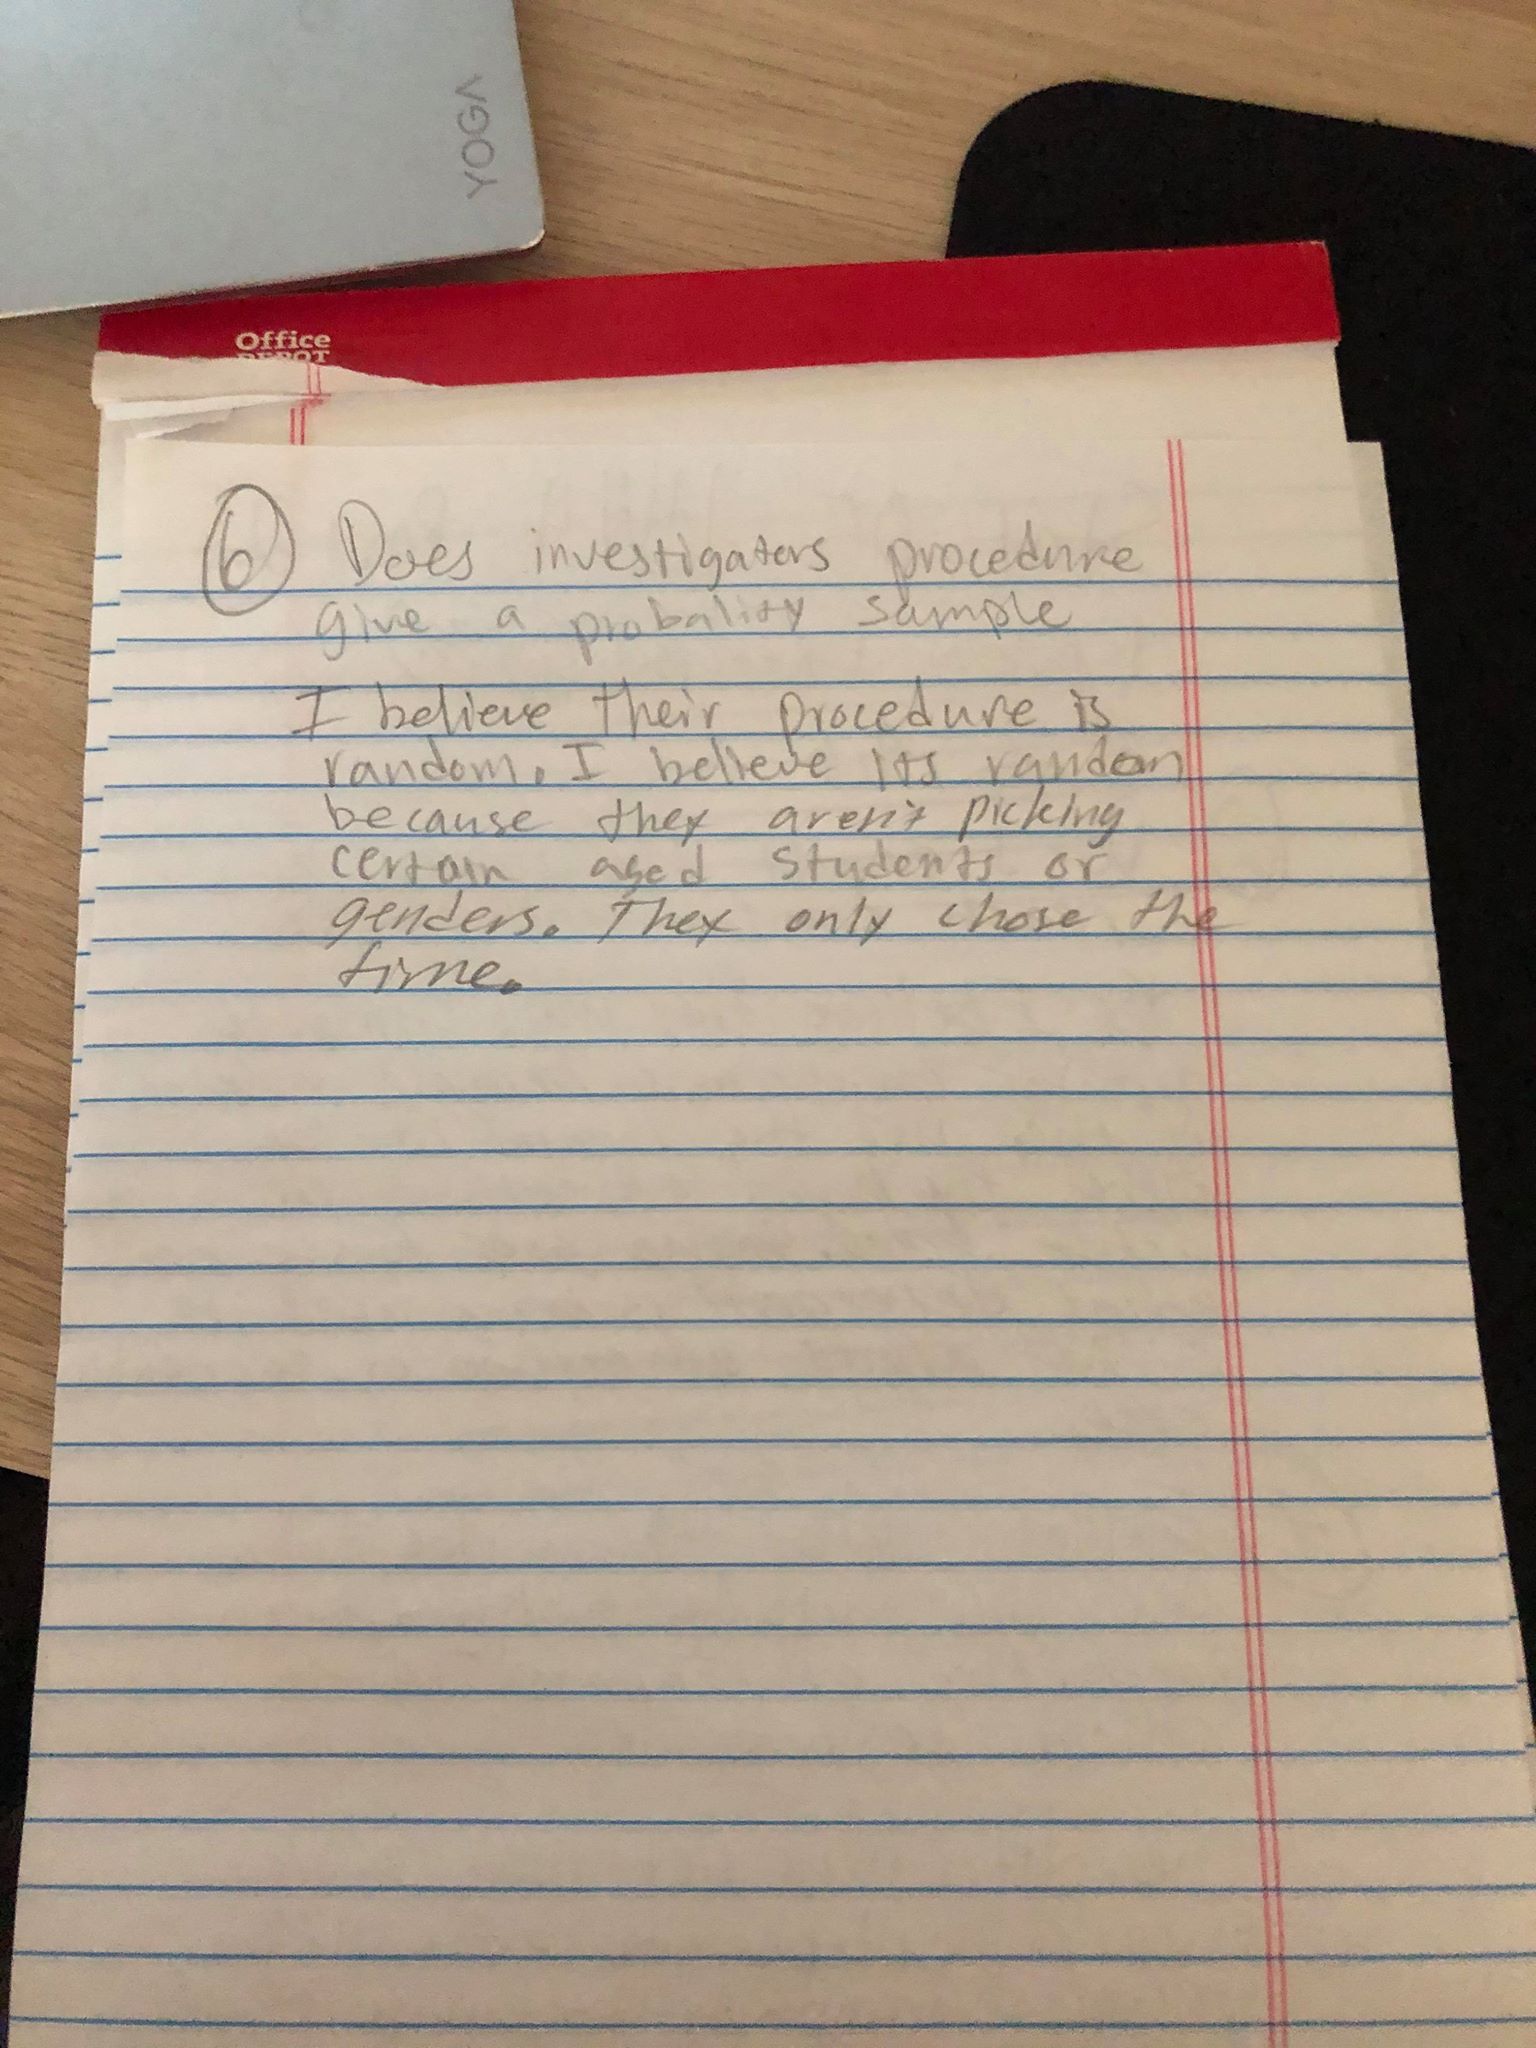 YOGA
Office
DEPOT
6 Does investigators procedure
give a probality sample
I believe their procedure is
random. I believe its random
because they aren't picking
certain aged students or
genders. They only chose the
time.